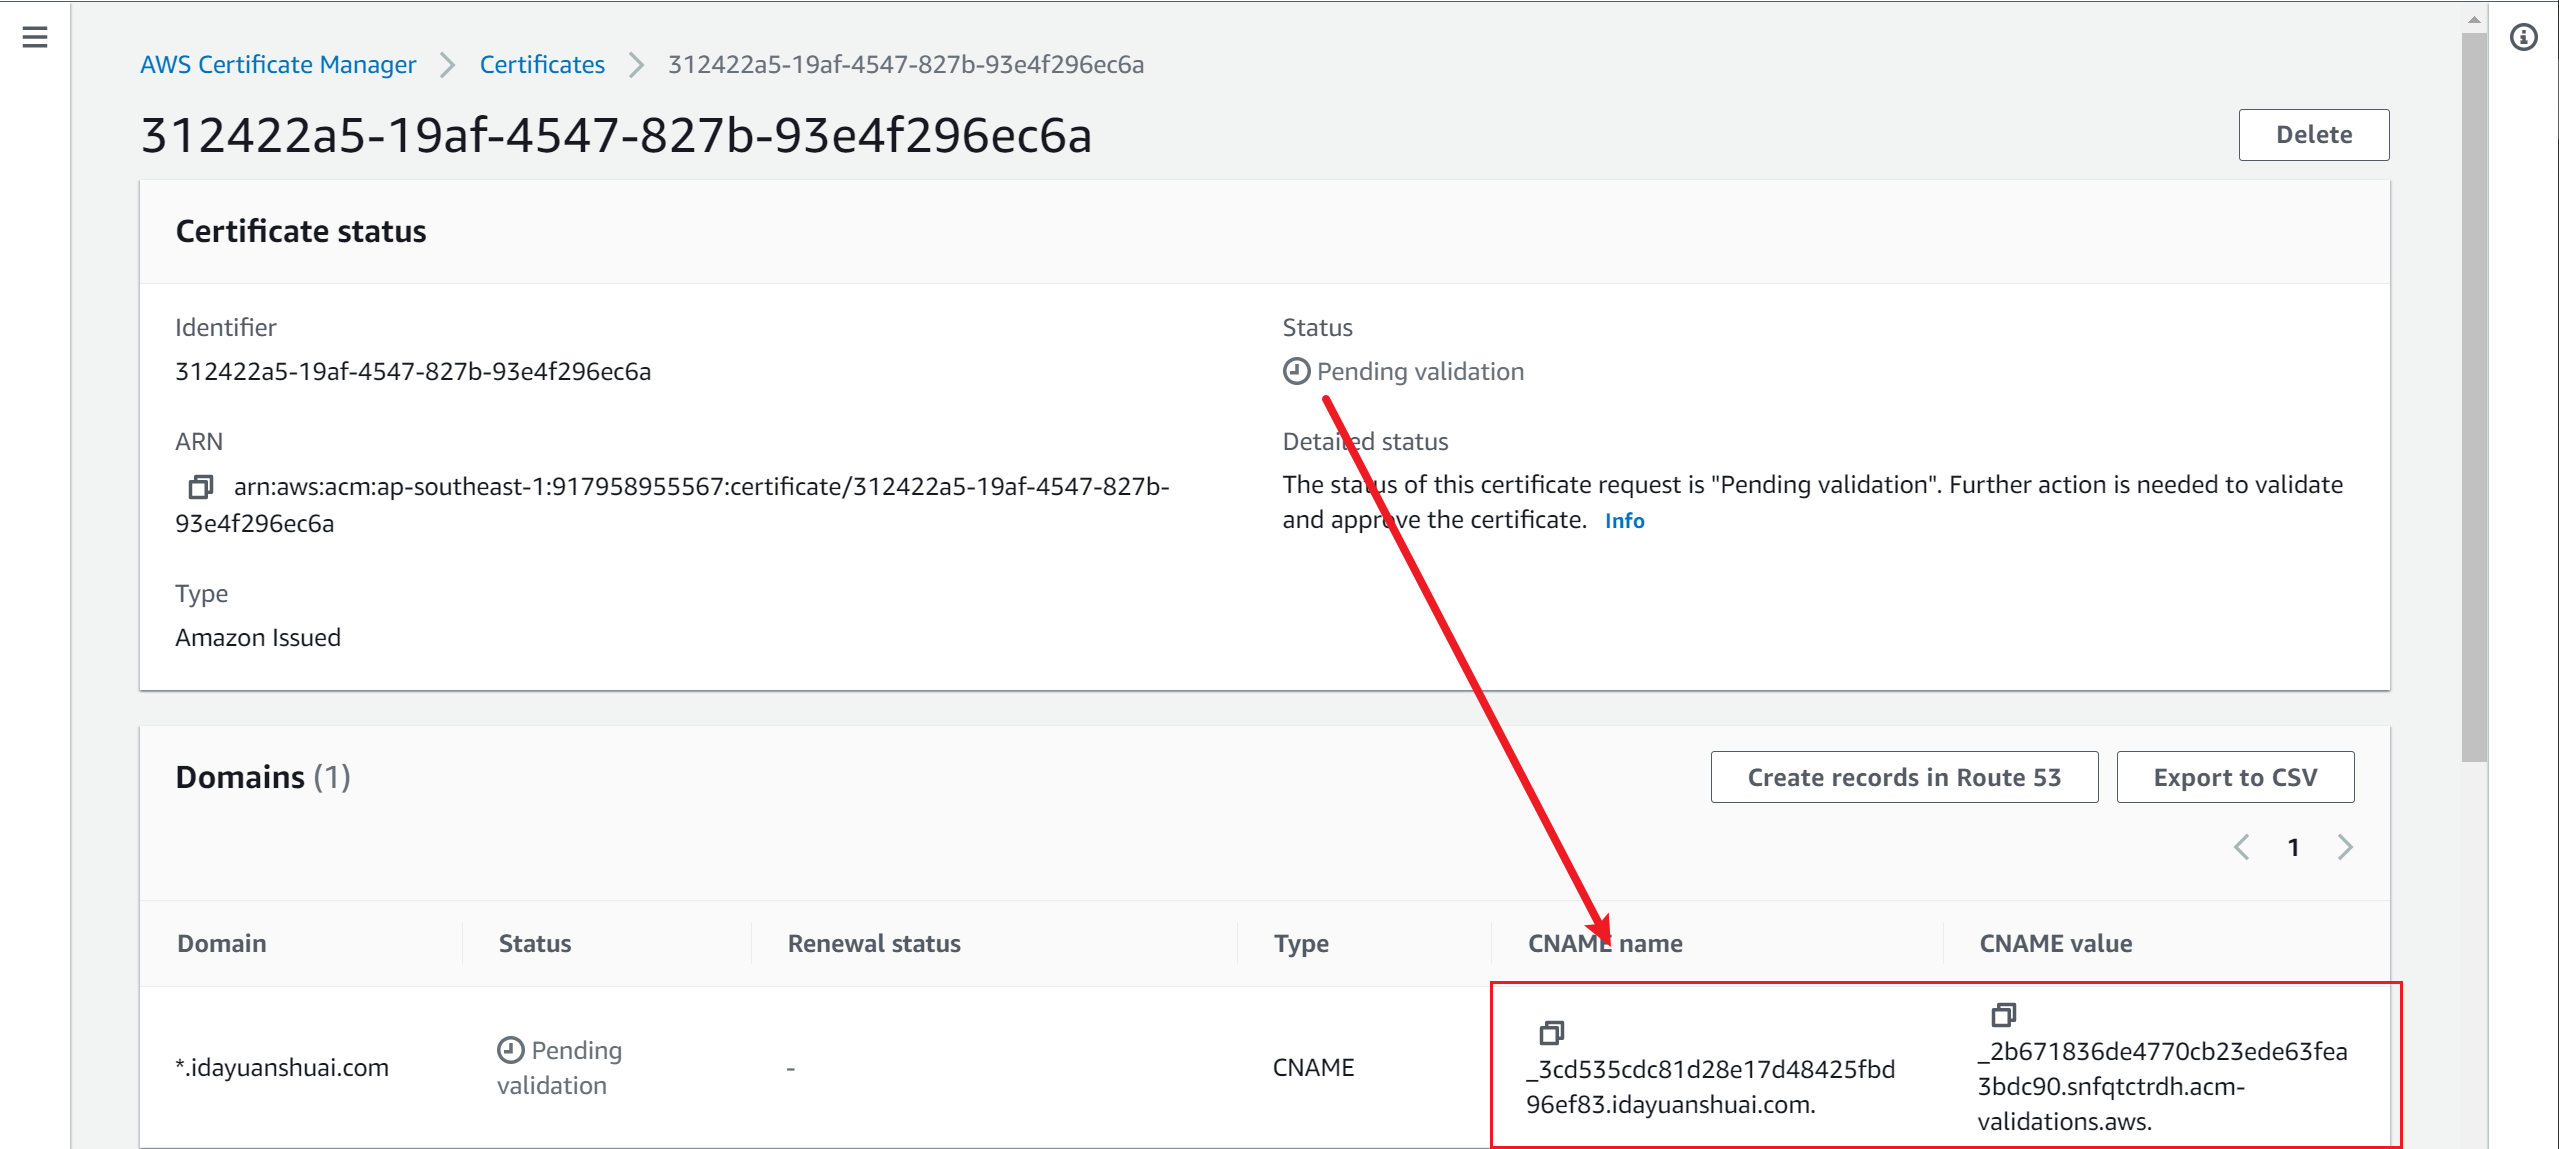 AWS Certificate Manager > Certificates > 312422a5-19af-4547-827b-93e4f296ec6a
312422a5-19af-4547-827b-93e4f296ec6a
Delete
Certificate status
Identifier
312422a5-19af-4547-827b-93e4f296ec6a
ARN
arn:aws:acm:ap-southeast-1:917958955567:certificate/312422a5-19af-4547-827b-
93e4f296ec6a
Type
Amazon Issued
Status
Pending validation
Detailed status
The status of this certificate request is "Pending validation". Further action is needed to validate
and approve the certificate. Info
Domains (1)
Create records in Route 53
Export to CSV
1
Domain Status Renewal status Type CNAME name CNAME value
*.idayuanshuai.com
Pending
validation
-
CNAME
_3cd535cdc81d28e17d48425fbd
96ef83.idayuanshuai.com.
_2b671836de4770cb23ede63fea
3bdc90.snfqtctrdh.acm-
validations.aws.